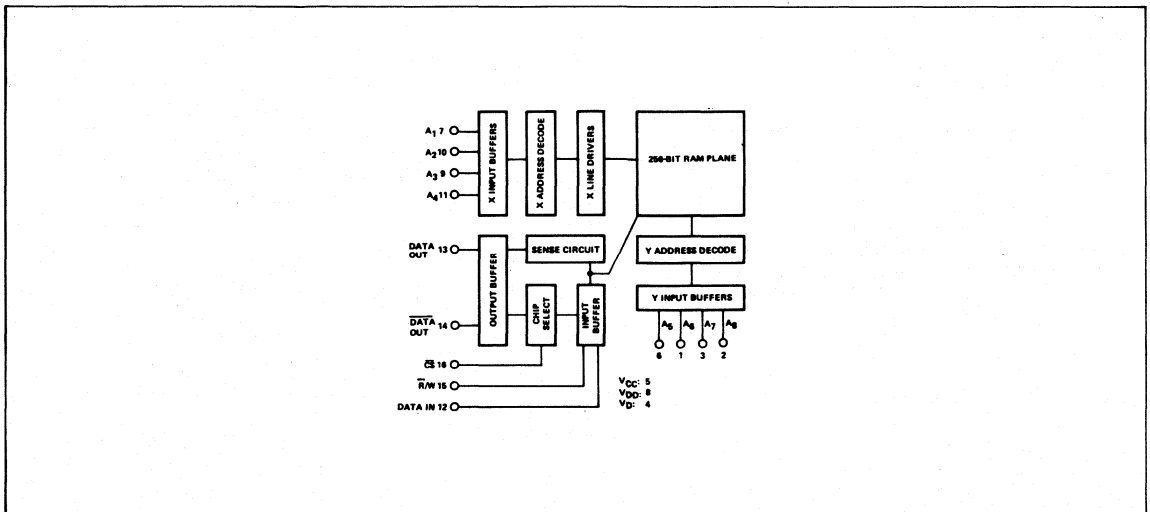 A1 7
A2 10
A3 9
A4 11
X INPUT BUFFERS
X ADDRESS DECODE
X LINE DRIVERS
256-BIT RAM PLANE
DATA OUT 13
DATA OUT 14
OUTPUT BUFFER
SENSE CIRCUIT
CHIP SELECT
INPUT BUFFER
Y ADDRESS DECODE
Y INPUT BUFFERS
A5 A6 A7 A8
6 1 3 2
CS 16
R/W 15
DATA IN 12
VCC: 5
VDD: 8
VD: 4